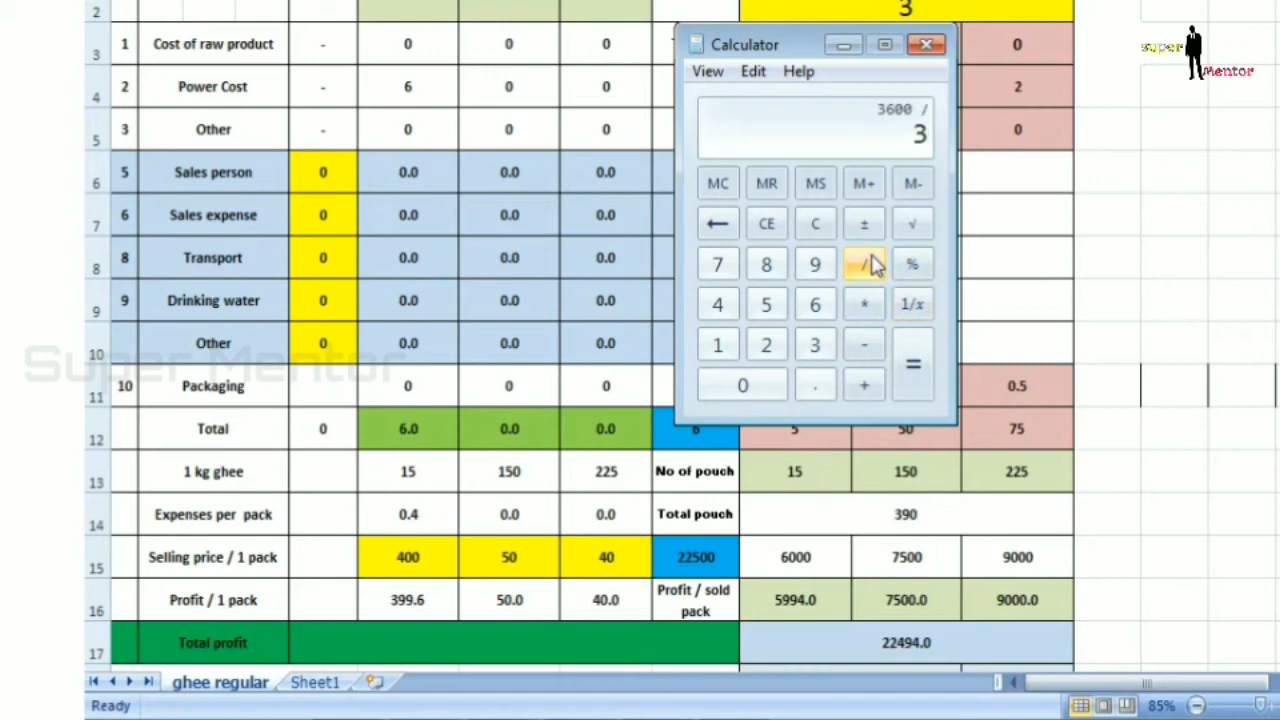 2 3
3 1 Cost of raw product - 0 0 0 0
4 2 Power Cost - 6 0 0 2
5 3 Other - 0 0 0 0
6 5 Sales person 0 0.0 0.0 0.0
7 6 Sales expense 0 0.0 0.0 0.0
8 8 Transport 0 0.0 0.0 0.0
9 9 Drinking water 0 0.0 0.0 0.0
10 Other 0 0.0 0.0 0.0
11 10 Packaging 0 0 0 0.5
12 Total 0 6.0 0.0 0.0 6 5 50 75
13 1 kg ghee 15 150 225 No of pouch 15 150 225
14 Expenses per pack 0.4 0.0 0.0 Total pouch 390
15 Selling price / 1 pack 400 50 40 22500 6000 7500 9000
16 Profit / 1 pack 399.6 50.0 40.0 Profit / sold pack 5994.0 7500.0 9000.0
17 Total profit 22494.0
Calculator
View Edit Help
3600 /
3
MC MR MS M+ M-
← CE C ± √
7 8 9 / %
4 5 6 * 1/x
1 2 3 - =
0 . +
super
Mentor
Super Mentor
ghee regular Sheet1
Ready 85%